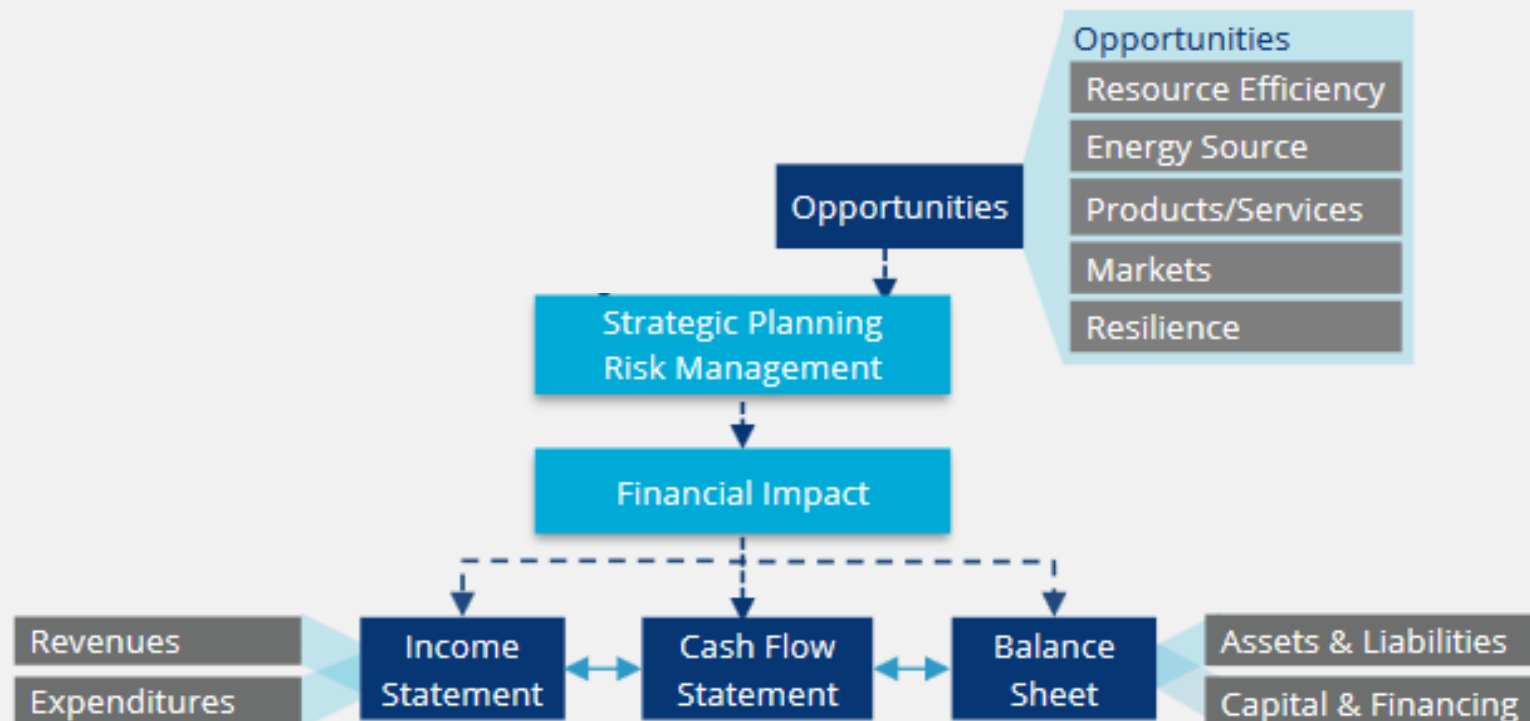 Opportunities
Resource Efficiency
Energy Source
Products/Services
Markets
Resilience
Opportunities
Strategic Planning
Risk Management
Financial Impact
Revenues
Expenditures
Income
Statement
Cash Flow
Statement
Balance
Sheet
Assets & Liabilities
Capital & Financing